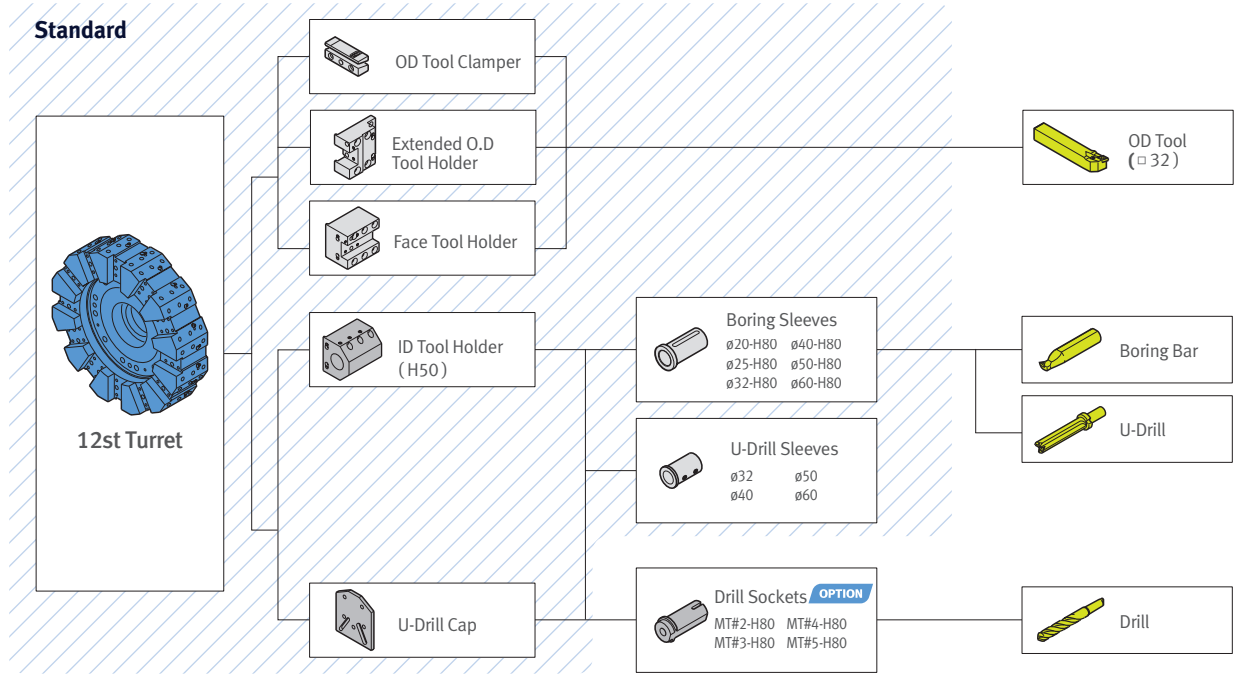 Standard
12st Turret
OD Tool Clamper
Extended O.D
Tool Holder
Face Tool Holder
ID Tool Holder
(H50)
U-Drill Cap
Boring Sleeves
ø20-H80 ø40-H80
ø25-H80 ø50-H80
ø32-H80 ø60-H80
U-Drill Sleeves
ø32 ø50
ø40 ø60
Drill Sockets OPTION
MT#2-H80 MT#4-H80
MT#3-H80 MT#5-H80
OD Tool
(□ 32)
Boring Bar
U-Drill
Drill